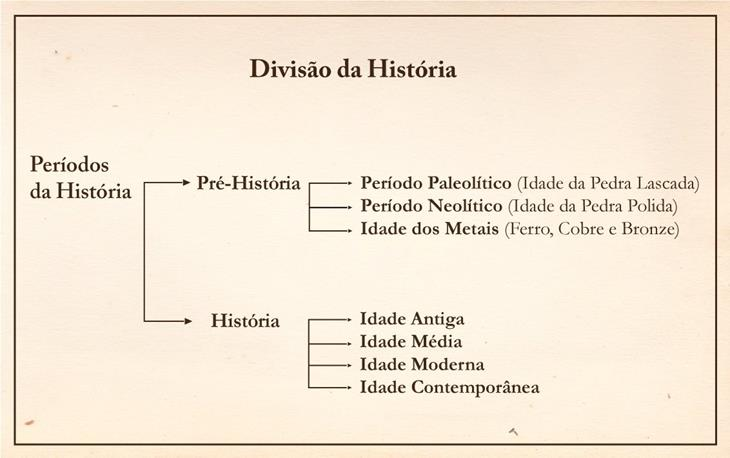 Divisão da História
Períodos
da História
Pré-História
Período Paleolítico (Idade da Pedra Lascada)
Período Neolítico (Idade da Pedra Polida)
Idade dos Metais (Ferro, Cobre e Bronze)
História
Idade Antiga
Idade Média
Idade Moderna
Idade Contemporânea